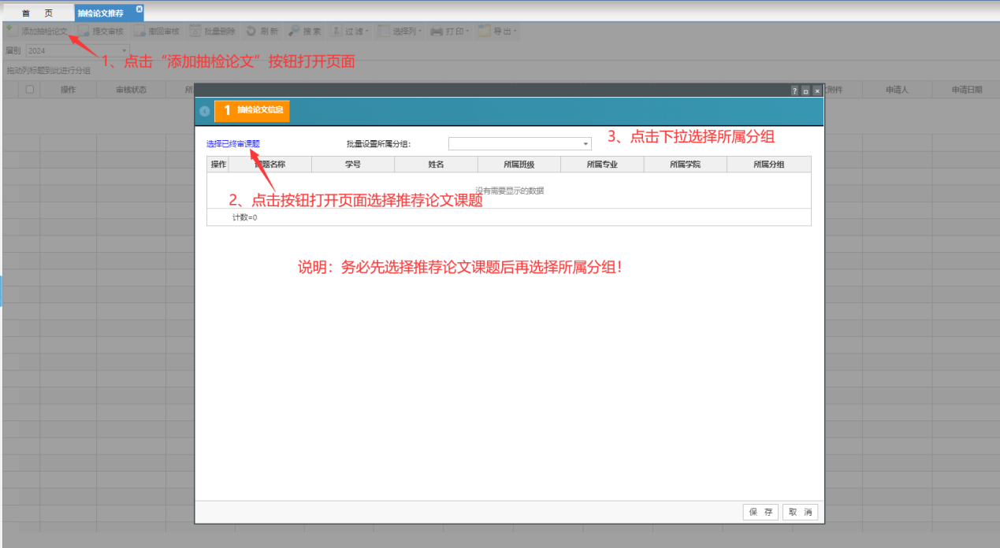 首 页 抽检论文推荐
添加抽检论文 提交审核 撤回审核 批量删除 刷新 搜索 过滤 选择列 打印 导出
届别 2024
1、点击“添加抽检论文”按钮打开页面
拖动列标题到此进行分组
操作 审核状态 所 附件 申请人 申请日期
1 抽检论文信息
选择已终审课题 批量设置所属分组: 3、点击下拉选择所属分组
操作 课题名称 学号 姓名 所属班级 所属专业 所属学院 所属分组
没有需要显示的数据
2、点击按钮打开页面选择推荐论文课题
计数=0
说明：务必先选择推荐论文课题后再选择所属分组！
保 存 取 消